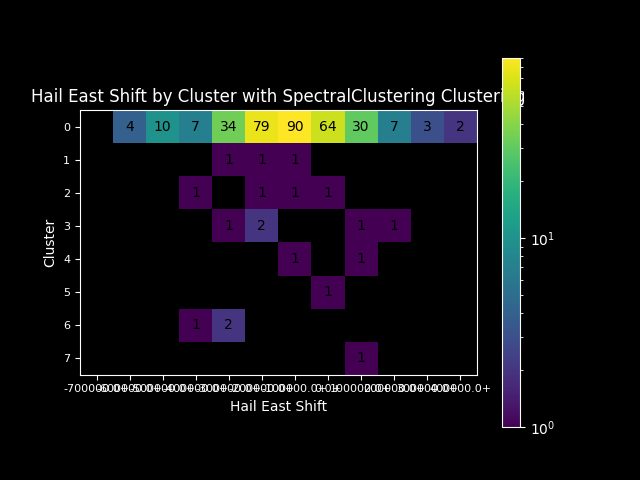 Hail East Shift by Cluster with SpectralClustering Clustering
0 4 10 7 34 79 90 64 30 7 3 2
1 1 1 1
2 1 1 1 1
3 1 2 1 1
4 1 1
5 1
6 1 2
7 1
Cluster
Hail East Shift
10¹
10⁰